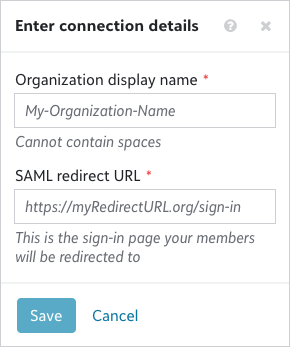 Enter connection details ? ×
Organization display name *
My-Organization-Name
Cannot contain spaces
SAML redirect URL *
https://myRedirectURL.org/sign-in
This is the sign-in page your members
will be redirected to
Save Cancel